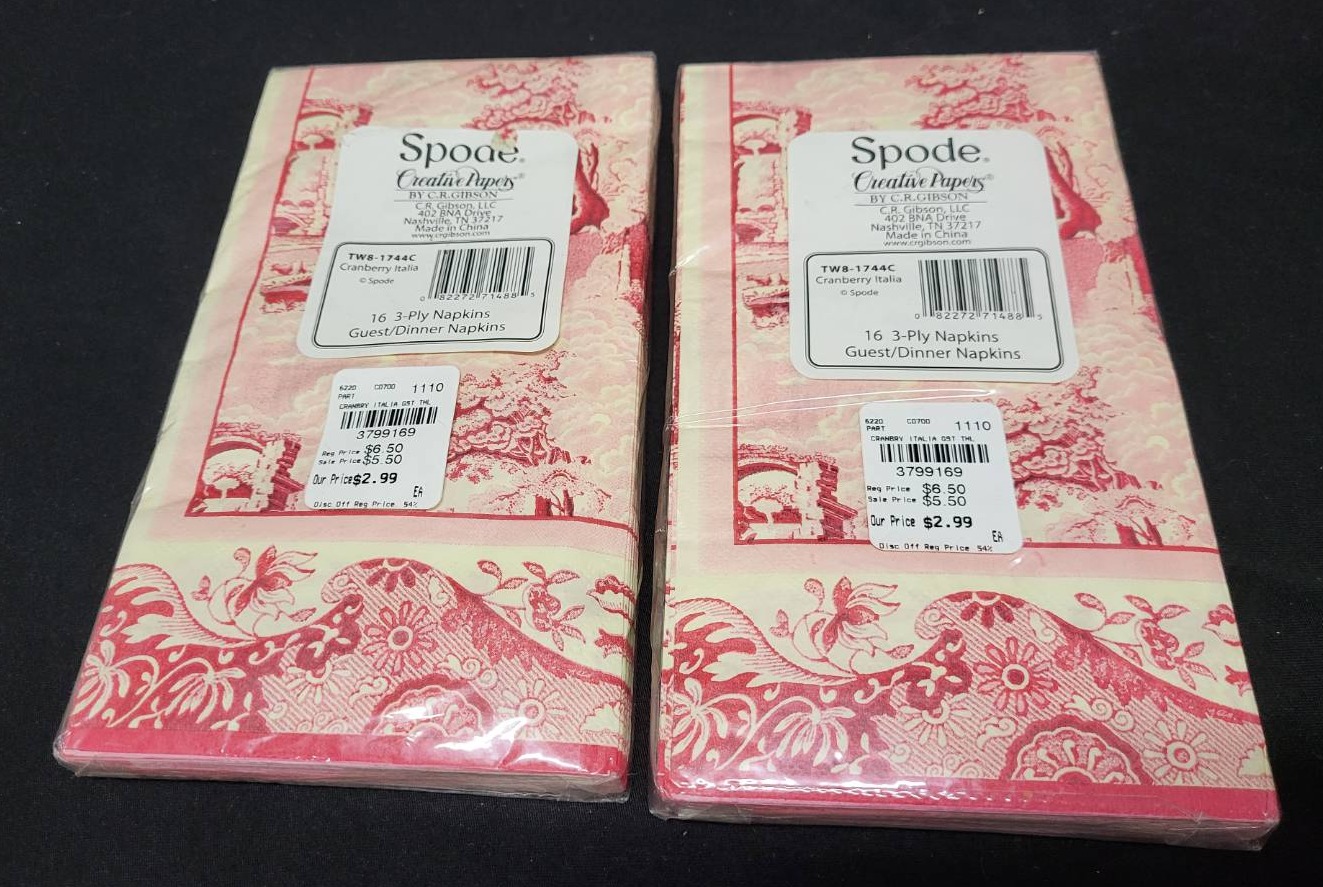 Spode®
Creative Papers®
BY C.R.GIBSON
C.R. Gibson, LLC
402 BNA Drive
Nashville, TN 37217
Made in China
www.crgibson.com
TW8-1744C
Cranberry Italia
© Spode
0 82272 71488 5
16 3-Ply Napkins
Guest/Dinner Napkins
6220 C0700 1110
PART
CRANBRY ITALIA GST TWL
3799169
Reg Price $6.50
Sale Price $5.50
Our Price $2.99
EA
Disc Off Reg Price 54%
Spode®
Creative Papers®
BY C.R.GIBSON
C.R. Gibson, LLC
402 BNA Drive
Nashville, TN 37217
Made in China
www.crgibson.com
TW8-1744C
Cranberry Italia
© Spode
0 82272 71488 5
16 3-Ply Napkins
Guest/Dinner Napkins
6220 C0700 1110
PART
CRANBRY ITALIA GST TWL
3799169
Reg Price $6.50
Sale Price $5.50
Our Price $2.99
EA
Disc Off Reg Price 54%